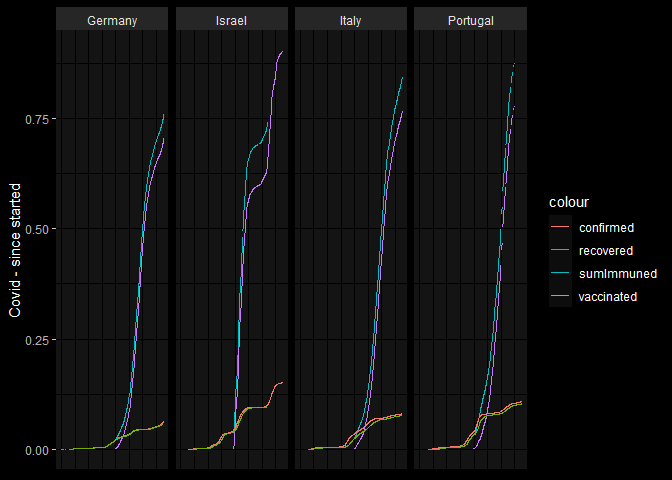 Germany
Israel
Italy
Portugal
Covid - since started
0.75
0.50
0.25
0.00
colour
confirmed
recovered
sumImmuned
vaccinated